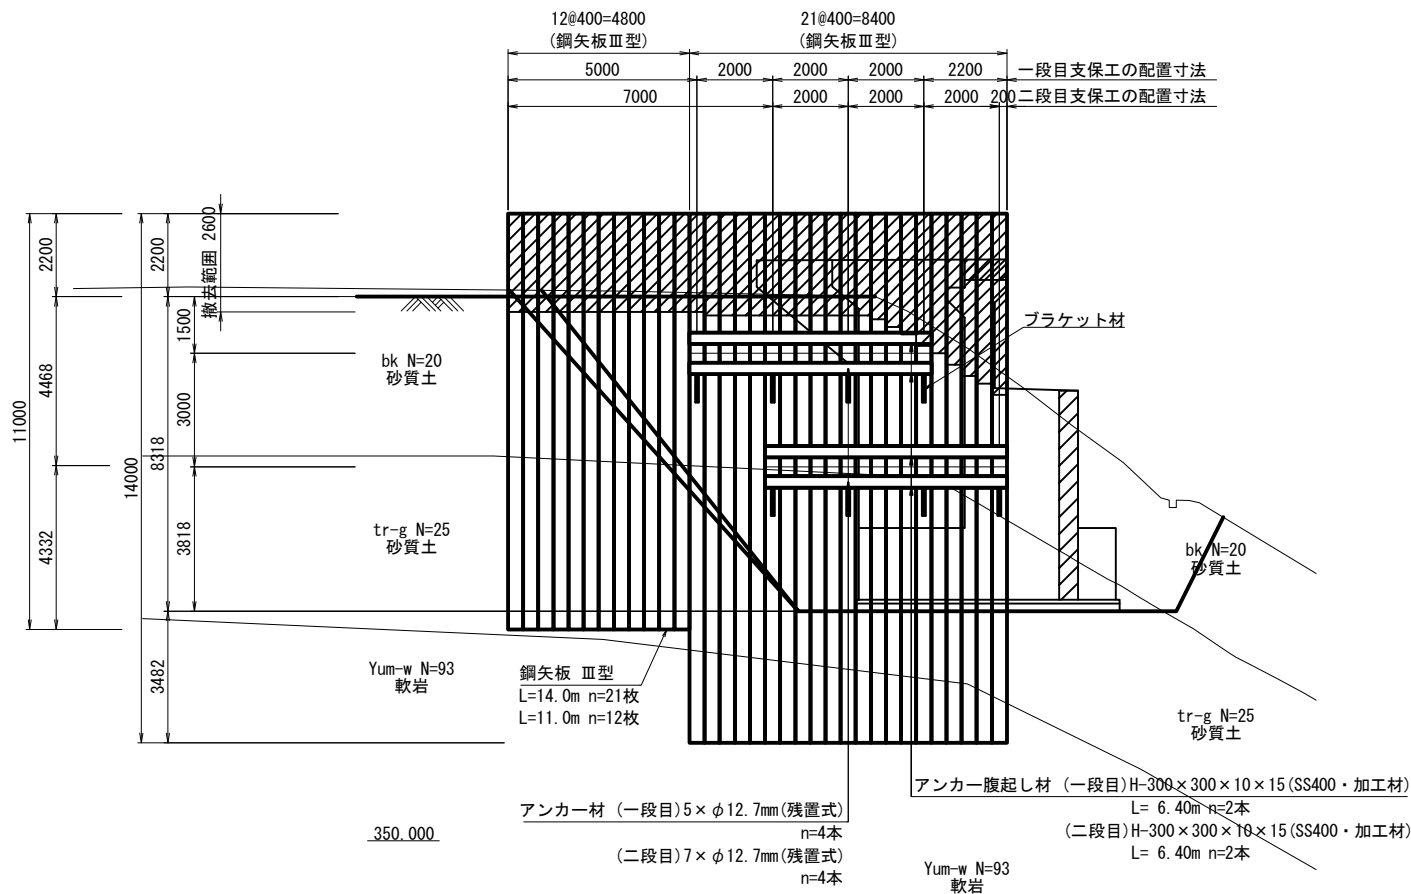 12@400=4800
(鋼矢板Ⅲ型)
21@400=8400
(鋼矢板Ⅲ型)
5000
2000
2000
2000
2200
一段目支保工の配置寸法
7000
2000
2000
2000
200
二段目支保工の配置寸法
2200
4468
4332
11000
2200
8318
3482
14000
撤去範囲 2600
1500
3000
3818
bk N=20
砂質土
tr-g N=25
砂質土
Yum-w N=93
軟岩
ブラケット材
bk N=20
砂質土
tr-g N=25
砂質土
鋼矢板 Ⅲ型
L=14.0m n=21枚
L=11.0m n=12枚
アンカー腹起し材 (一段目)H-300×300×10×15(SS400・加工材)
L= 6.40m n=2本
(二段目)H-300×300×10×15(SS400・加工材)
L= 6.40m n=2本
アンカー材 (一段目)5×φ12.7mm(残置式)
n=4本
(二段目)7×φ12.7mm(残置式)
n=4本
350.000
Yum-w N=93
軟岩